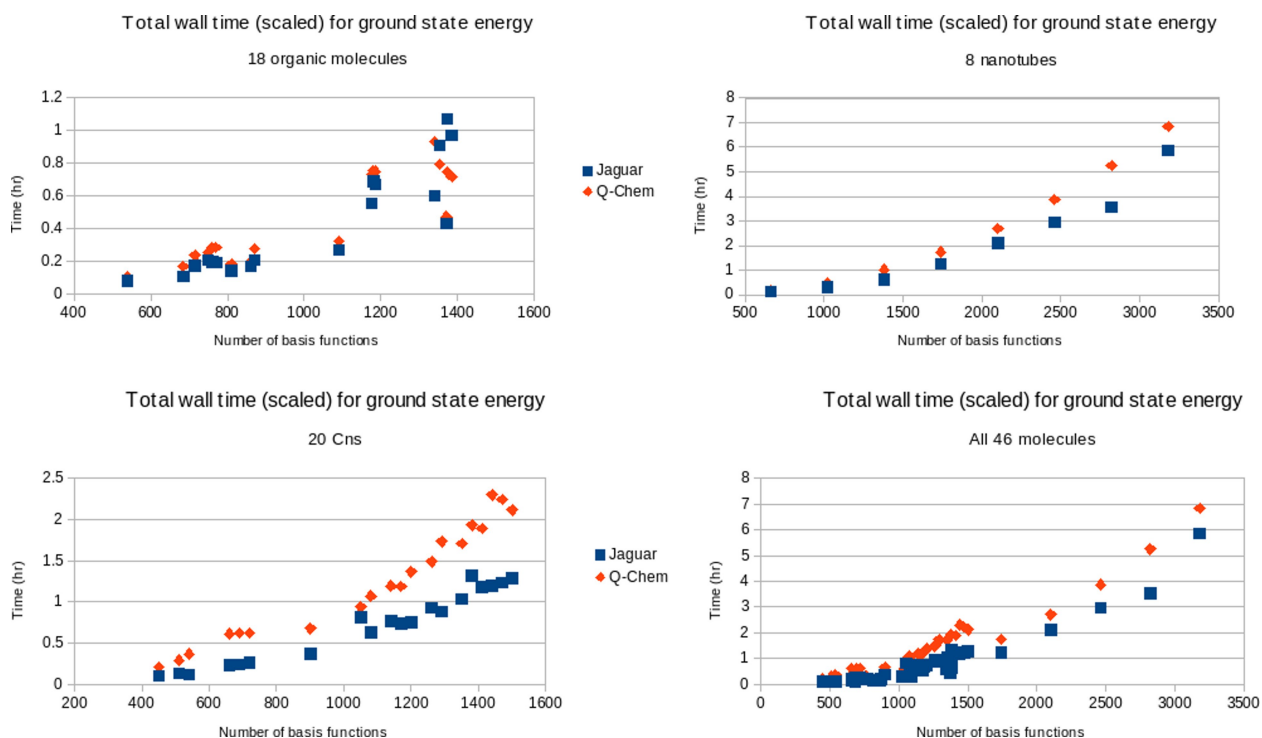 Total wall time (scaled) for ground state energy
18 organic molecules
1.2
1
0.8
0.6
0.4
0.2
0
400 600 800 1000 1200 1400 1600
Time (hr)
Number of basis functions
Jaguar
Q-Chem
Total wall time (scaled) for ground state energy
8 nanotubes
8
7
6
5
4
3
2
1
0
500 1000 1500 2000 2500 3000 3500
Time (hr)
Number of basis functions
Total wall time (scaled) for ground state energy
20 Cns
2.5
2
1.5
1
0.5
0
200 400 600 800 1000 1200 1400 1600
Time (hr)
Number of basis functions
Jaguar
Q-Chem
Total wall time (scaled) for ground state energy
All 46 molecules
8
7
6
5
4
3
2
1
0
0 500 1000 1500 2000 2500 3000 3500
Time (hr)
Number of basis functions